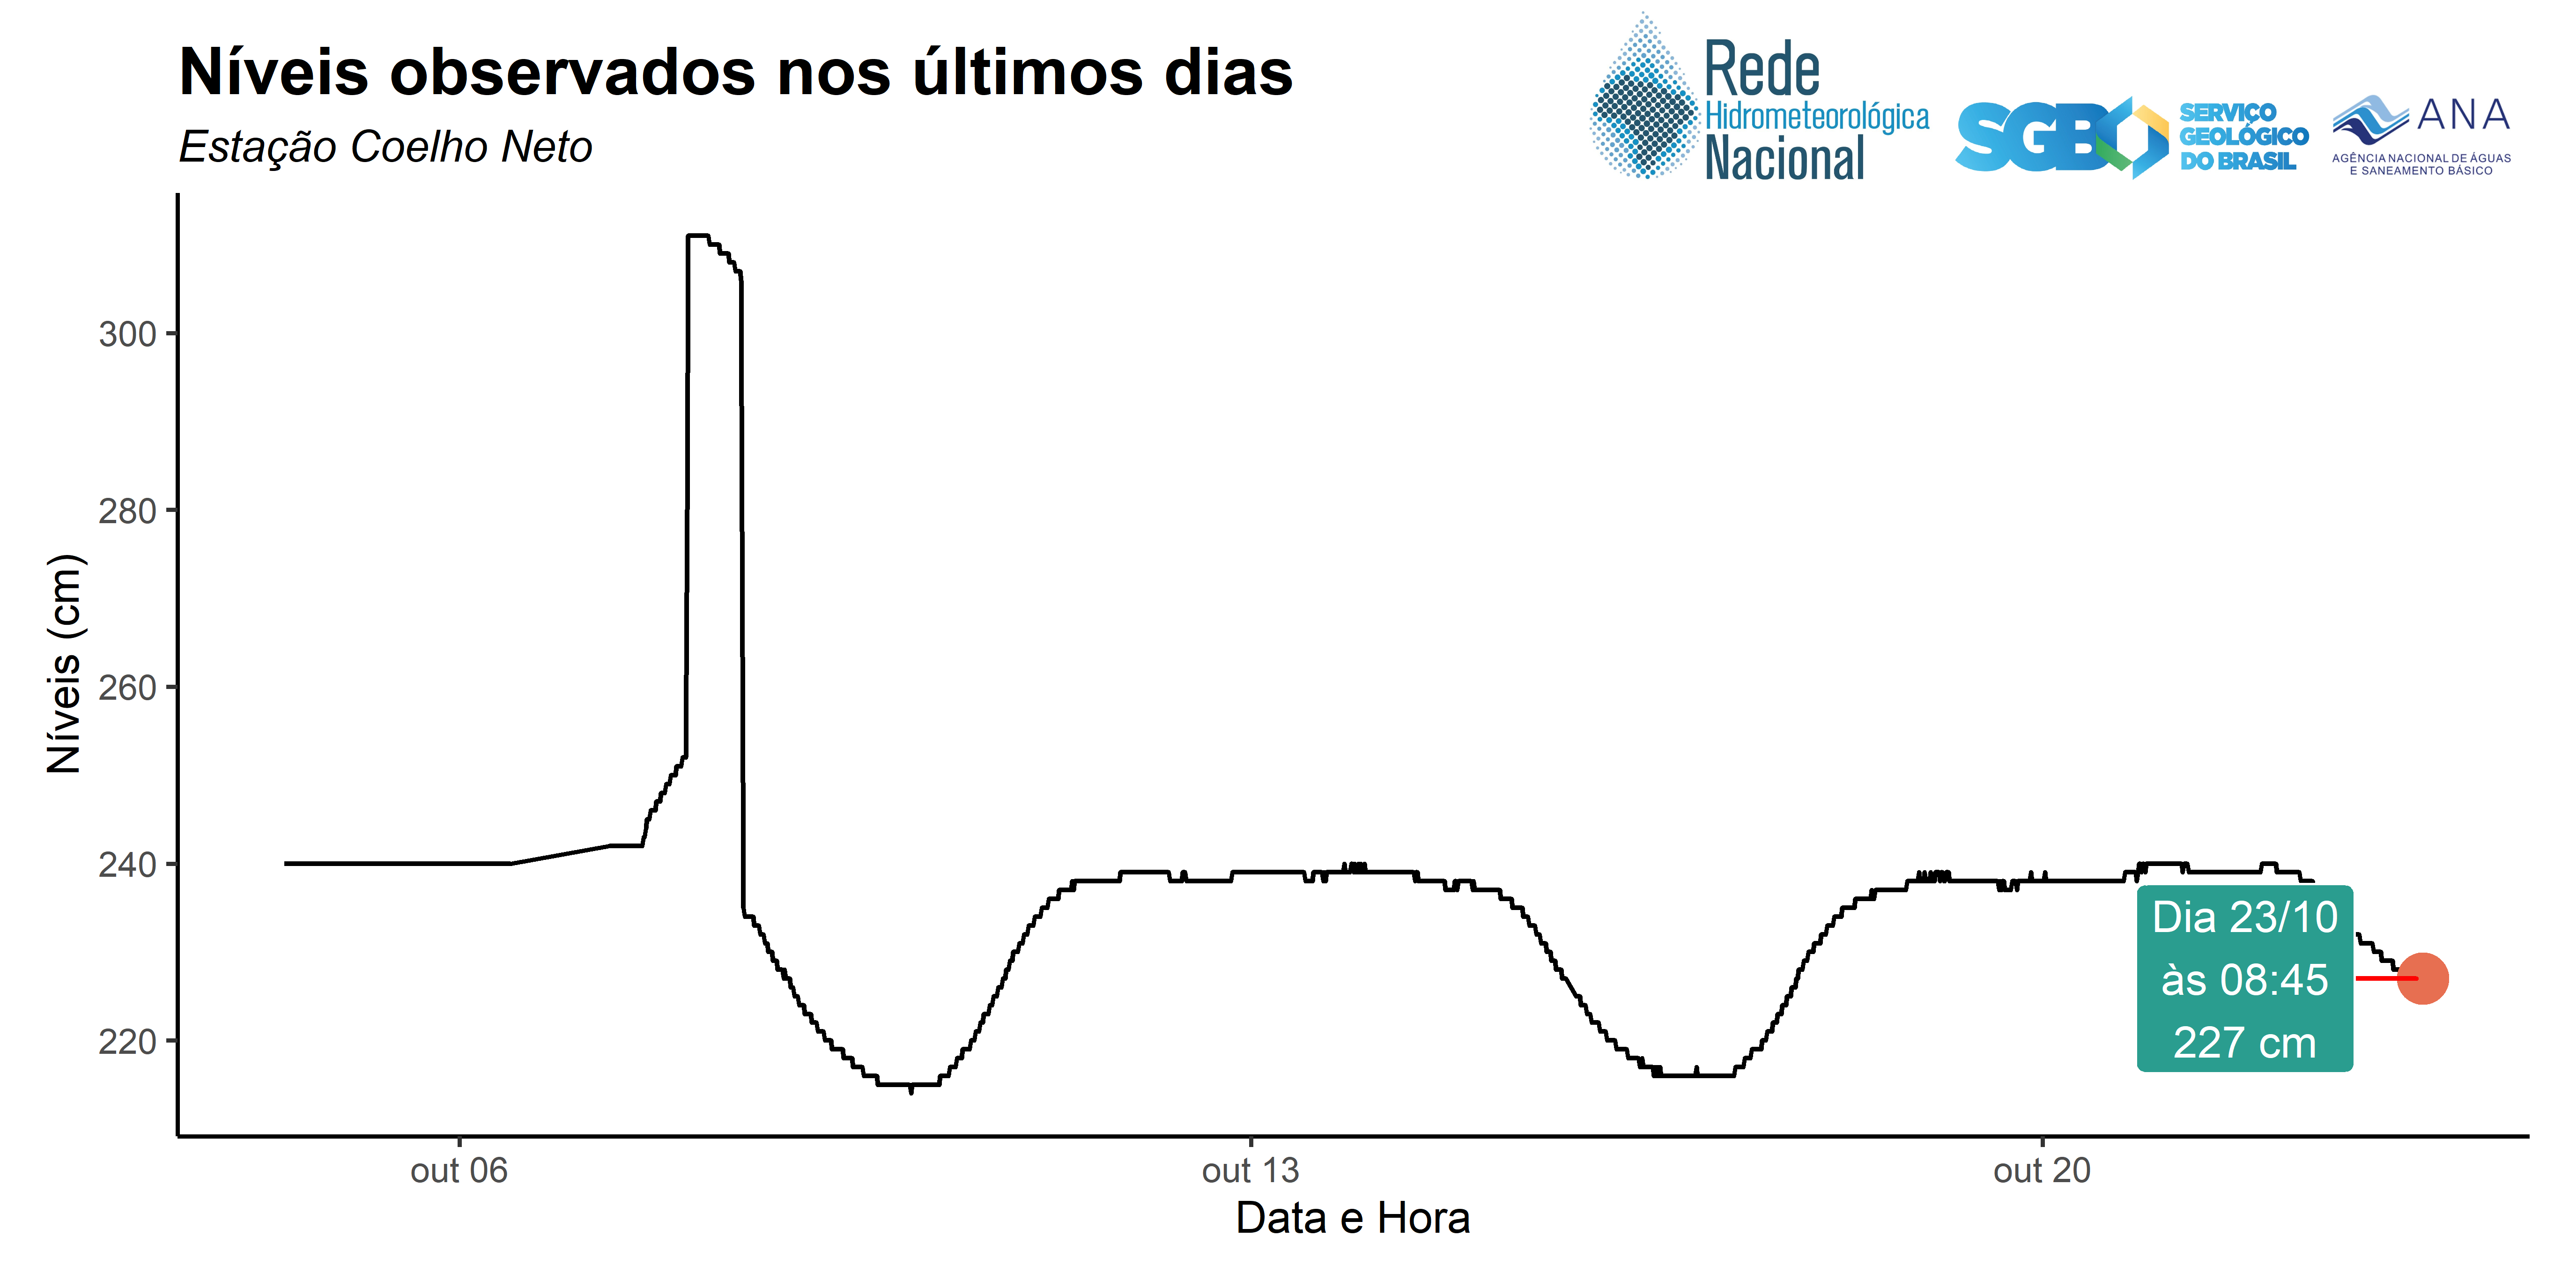 Níveis observados nos últimos dias
Estação Coelho Neto
Rede
Hidrometeorológica
Nacional
SGB
SERVIÇO
GEOLÓGICO
DO BRASIL
ANA
AGÊNCIA NACIONAL DE ÁGUAS
E SANEAMENTO BÁSICO
Níveis (cm)
300
280
260
240
220
Dia 23/10
às 08:45
227 cm
out 06
out 13
out 20
Data e Hora